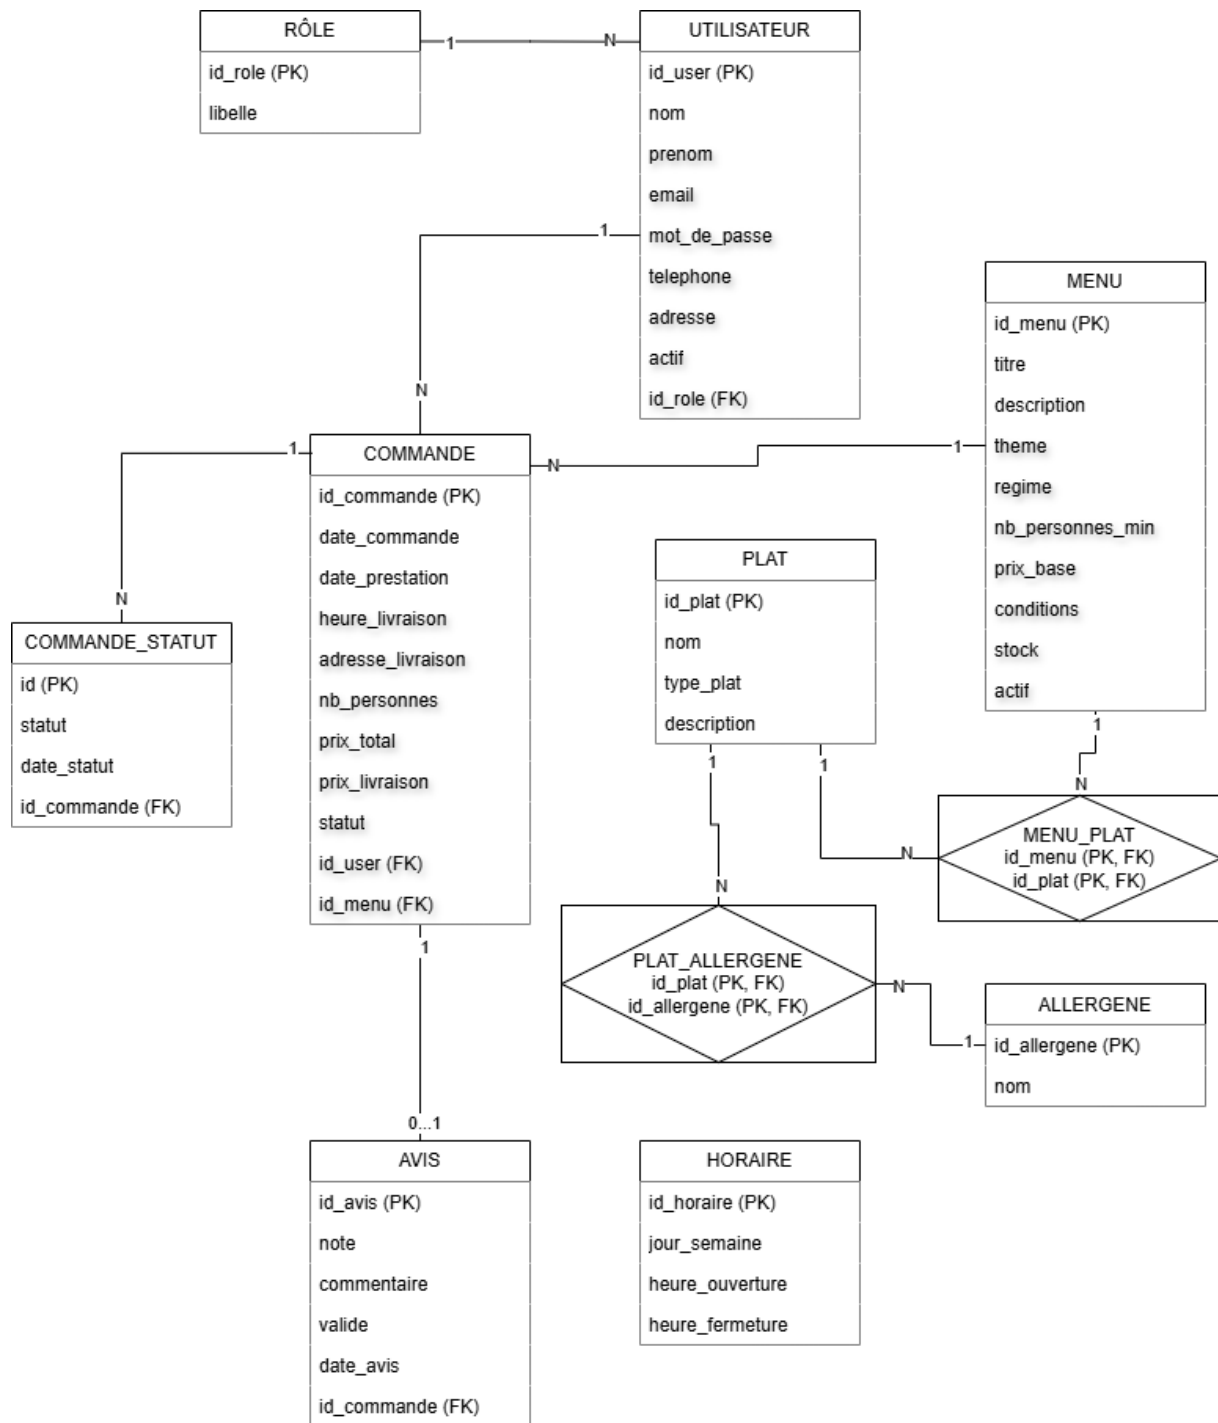 RÔLE
id_role (PK)
libelle
1
N
UTILISATEUR
id_user (PK)
nom
prenom
email
mot_de_passe
telephone
adresse
actif
id_role (FK)
1
N
MENU
id_menu (PK)
titre
description
theme
regime
nb_personnes_min
prix_base
conditions
stock
actif
1
N
COMMANDE
id_commande (PK)
date_commande
date_prestation
heure_livraison
adresse_livraison
nb_personnes
prix_total
prix_livraison
statut
id_user (FK)
id_menu (FK)
1
N
COMMANDE_STATUT
id (PK)
statut
date_statut
id_commande (FK)
PLAT
id_plat (PK)
nom
type_plat
description
1
1
1
N
N
MENU_PLAT
id_menu (PK, FK)
id_plat (PK, FK)
N
PLAT_ALLERGENE
id_plat (PK, FK)
id_allergene (PK, FK)
N
1
ALLERGENE
id_allergene (PK)
nom
1
0...1
AVIS
id_avis (PK)
note
commentaire
valide
date_avis
id_commande (FK)
HORAIRE
id_horaire (PK)
jour_semaine
heure_ouverture
heure_fermeture